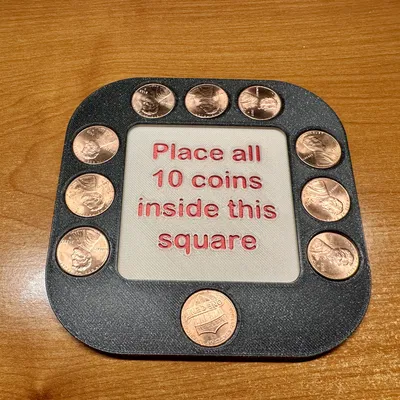 Place all
10 coins
inside this
square